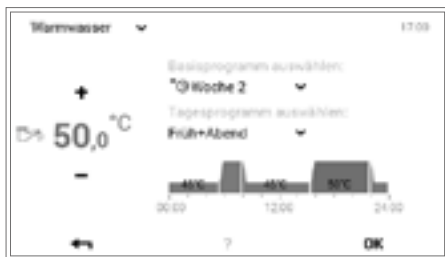 Warmwasser
17:00
Basisprogramm auswählen:
Woche 2
+
Tagesprogramm auswählen:
50,0 °C
Früh+Abend
−
45°C 45°C 50°C
00:00 12:00 24:00
? OK